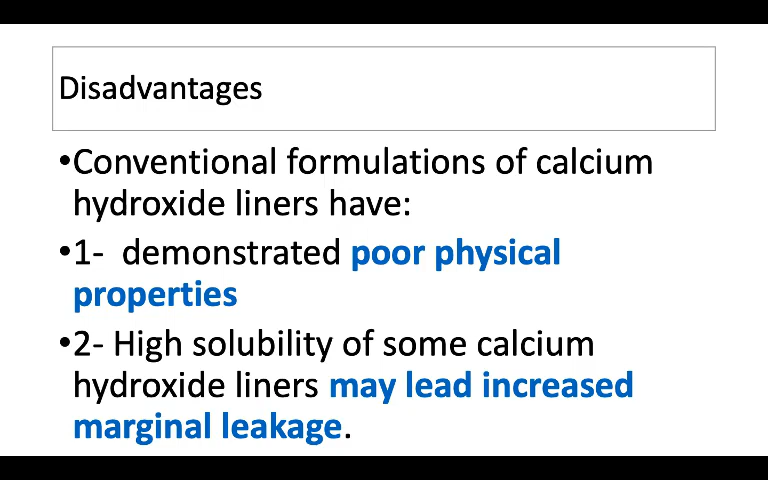 Disadvantages
•Conventional formulations of calcium
hydroxide liners have:
•1-  demonstrated poor physical
properties
•2- High solubility of some calcium
hydroxide liners may lead increased
marginal leakage.